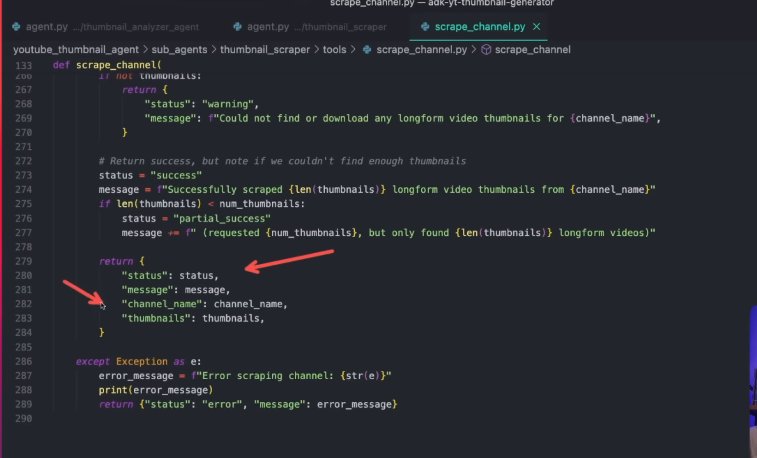 scrape_channel.py — adk-yt-thumbnail-generator
agent.py .../thumbnail_analyzer_agent agent.py .../thumbnail_scraper scrape_channel.py ×
youtube_thumbnail_agent > sub_agents > thumbnail_scraper > tools > scrape_channel.py > scrape_channel
133 def scrape_channel(
266 if not thumbnails:
267 return {
268 "status": "warning",
269 "message": f"Could not find or download any longform video thumbnails for {channel_name}",
270 }
271
272 # Return success, but note if we couldn't find enough thumbnails
273 status = "success"
274 message = f"Successfully scraped {len(thumbnails)} longform video thumbnails from {channel_name}"
275 if len(thumbnails) < num_thumbnails:
276 status = "partial_success"
277 message += f" (requested {num_thumbnails}, but only found {len(thumbnails)} longform videos)"
278
279 return {
280 "status": status,
281 "message": message,
282 "channel_name": channel_name,
283 "thumbnails": thumbnails,
284 }
285
286 except Exception as e:
287 error_message = f"Error scraping channel: {str(e)}"
288 print(error_message)
289 return {"status": "error", "message": error_message}
290